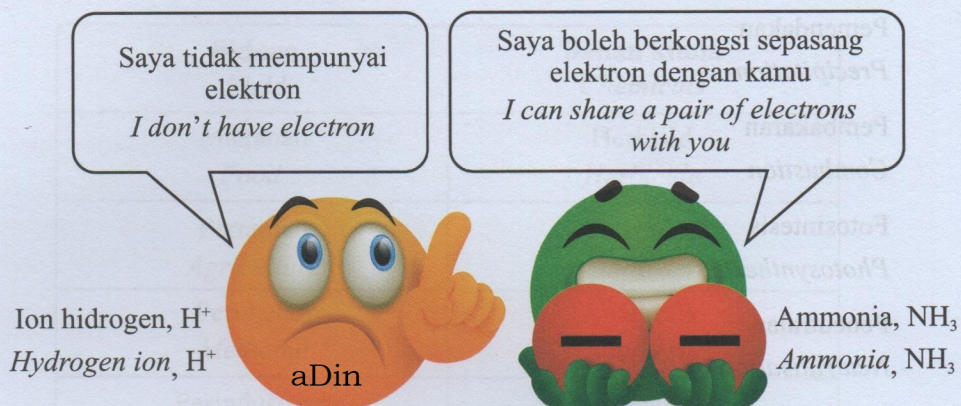 Saya tidak mempunyai
elektron
I don't have electron
Saya boleh berkongsi sepasang
elektron dengan kamu
I can share a pair of electrons
with you
Ion hidrogen, H⁺
Hydrogen ion, H⁺
aDin
Ammonia, NH₃
Ammonia, NH₃